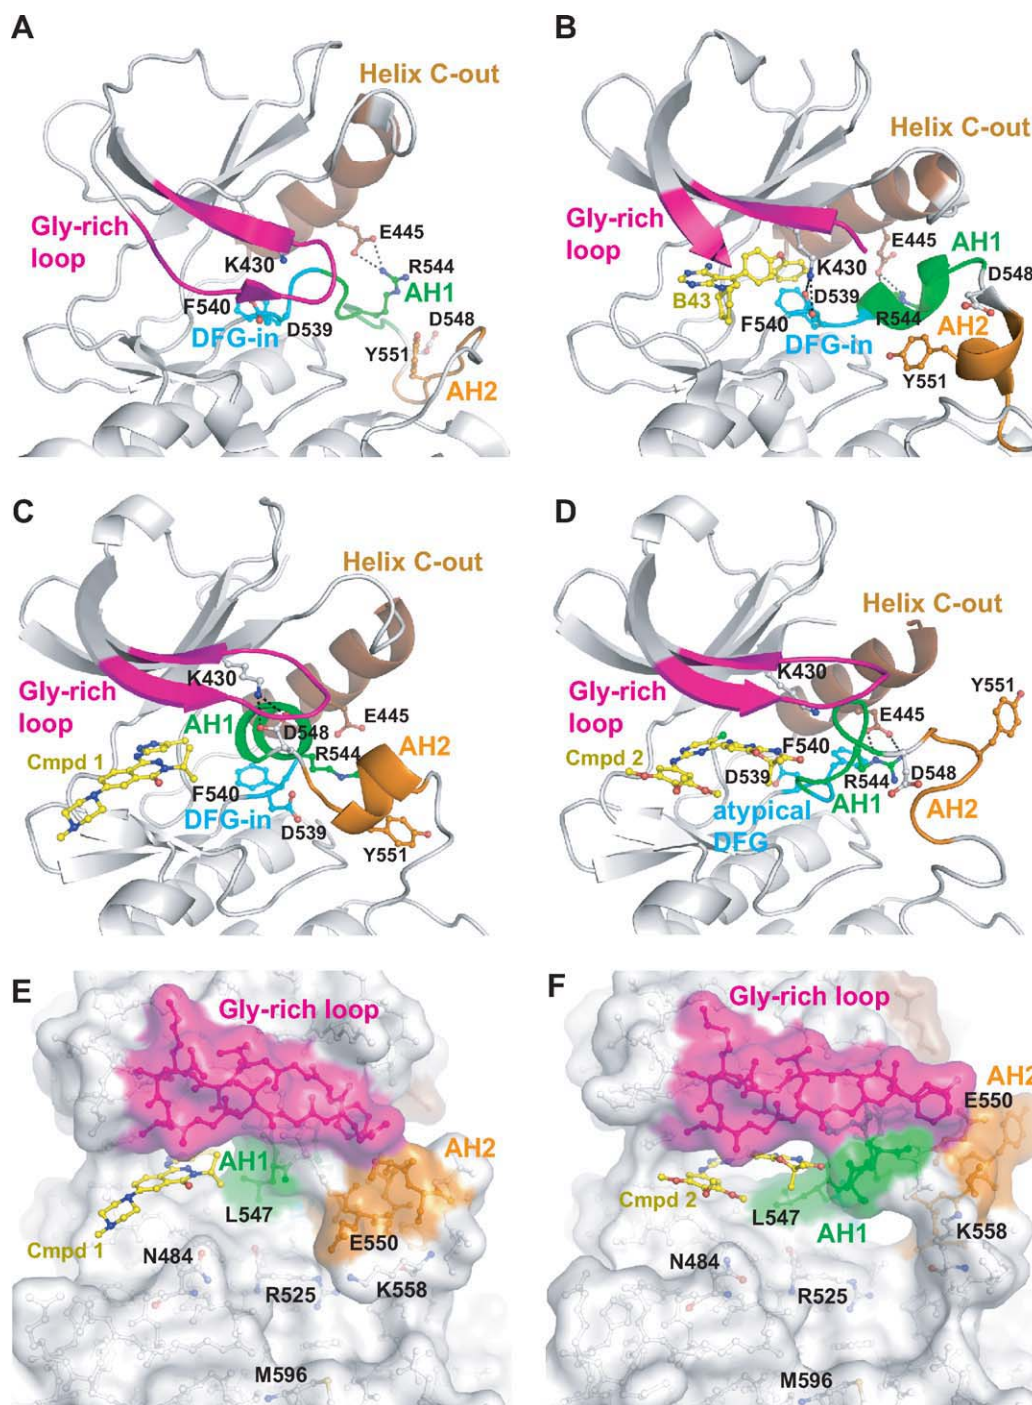 A
Helix C-out
Gly-rich
loop
K430
E445
R544
AH1
F540
D539
DFG-in
D548
Y551
AH2
B
Helix C-out
Gly-rich
loop
E445
AH1
K430
D548
B43
D539
F540
R544
AH2
DFG-in
Y551
C
Helix C-out
K430
Gly-rich
loop
AH1
E445
D548
AH2
Cmpd 1
R544
F540
DFG-in
D539
Y551
D
Helix C-out
K430
Y551
Gly-rich
loop
E445
Cmpd 2
F540
D539
R544
D548
AH1
atypical
DFG
AH2
E
Gly-rich loop
AH1
AH2
L547
Cmpd 1
E550
N484
R525
K558
M596
F
Gly-rich loop
AH2
E550
Cmpd 2
L547
AH1
K558
N484
R525
M596